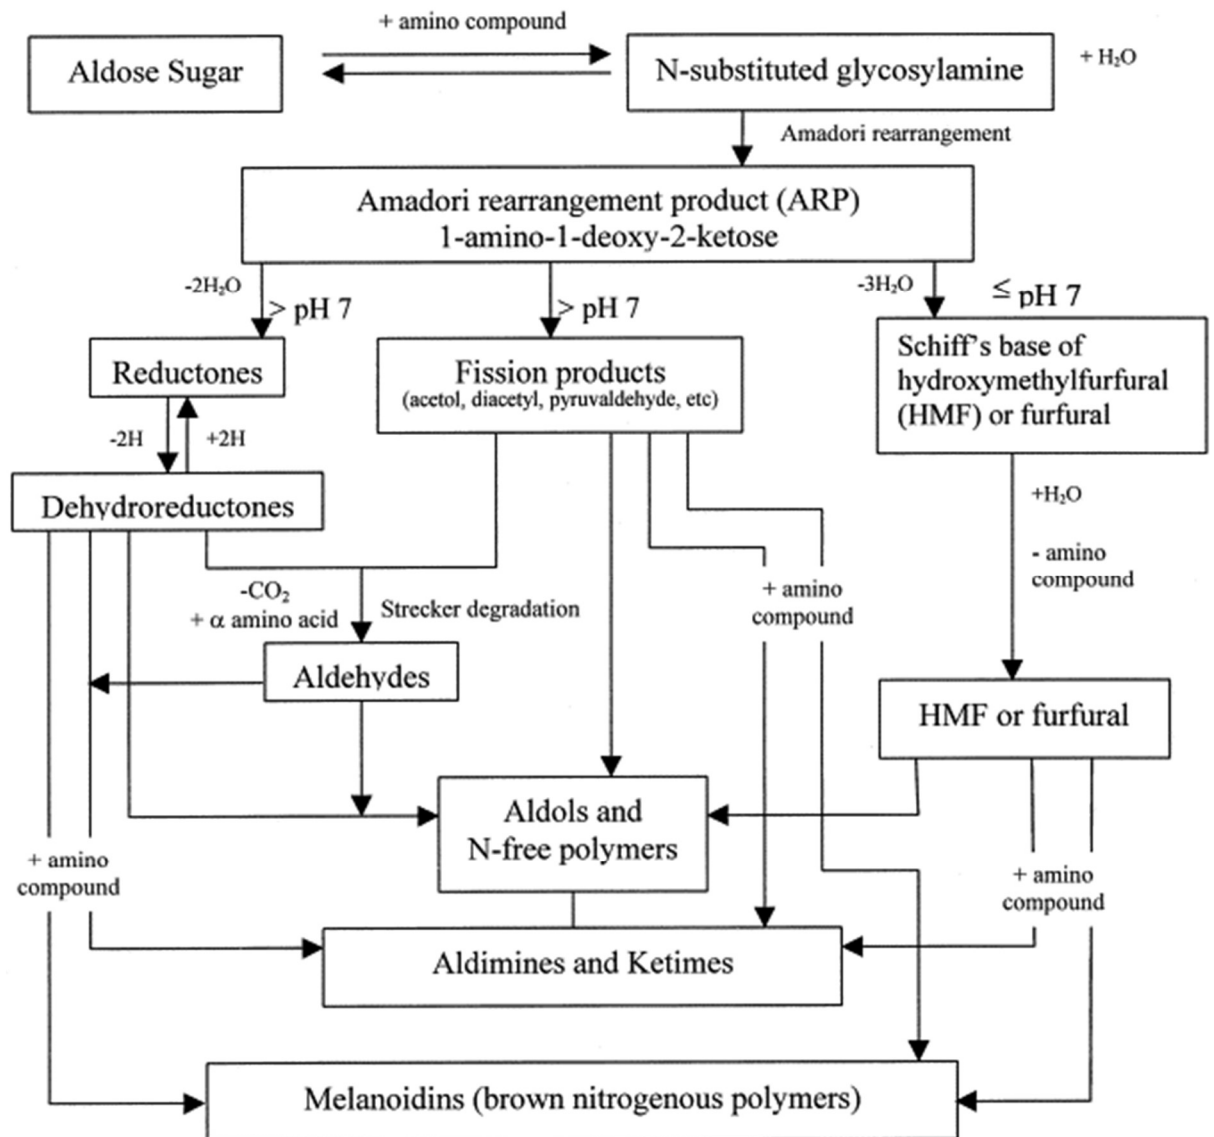 + amino compound
Aldose Sugar
N-substituted glycosylamine
+ H₂O
Amadori rearrangement
Amadori rearrangement product (ARP)
1-amino-1-deoxy-2-ketose
-2H₂O
> pH 7
> pH 7
-3H₂O
≤ pH 7
Reductones
Fission products
(acetol, diacetyl, pyruvaldehyde, etc)
Schiff's base of
hydroxymethylfurfural
(HMF) or furfural
-2H
+2H
Dehydroreductones
+H₂O
- amino
compound
-CO₂
+ α amino acid
Strecker degradation
+ amino
compound
Aldehydes
HMF or furfural
Aldols and
N-free polymers
+ amino
compound
+ amino
compound
Aldimines and Ketimes
Melanoidins (brown nitrogenous polymers)